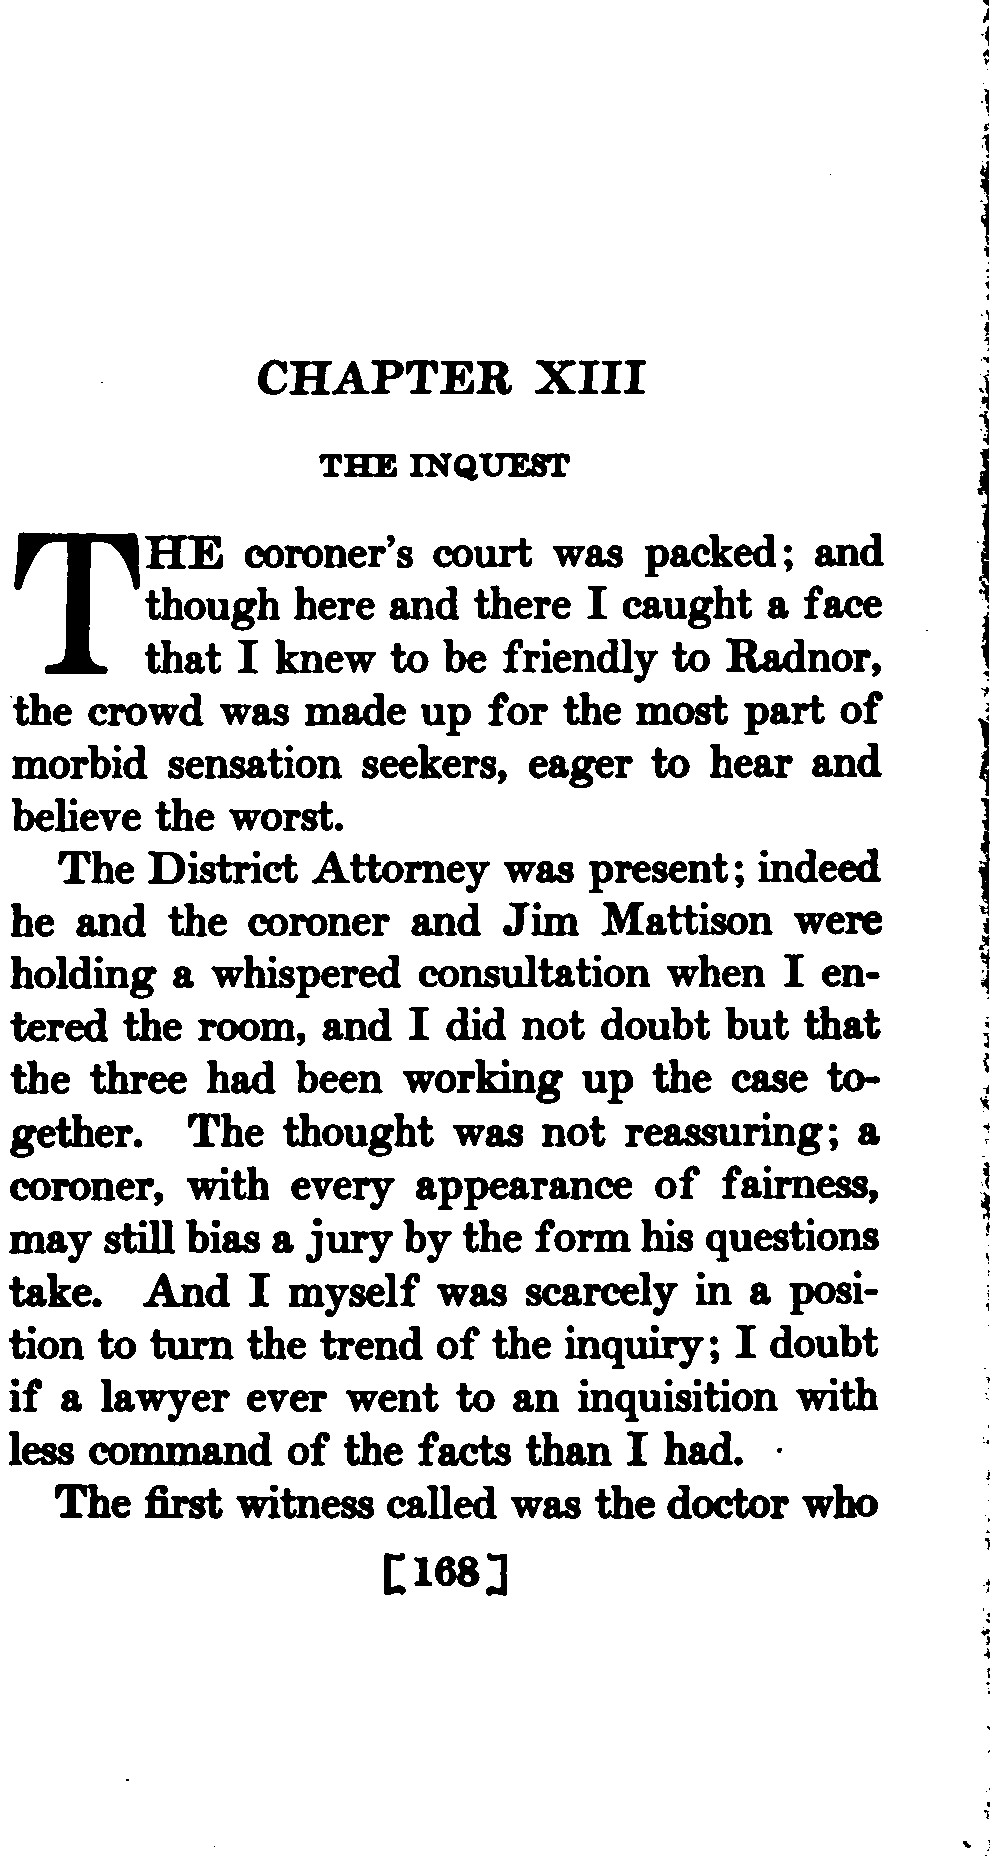 CHAPTER XIII
THE INQUEST
THE coroner's court was packed; and
though here and there I caught a face
that I knew to be friendly to Radnor,
the crowd was made up for the most part of
morbid sensation seekers, eager to hear and
believe the worst.
The District Attorney was present; indeed
he and the coroner and Jim Mattison were
holding a whispered consultation when I en-
tered the room, and I did not doubt but that
the three had been working up the case to-
gether. The thought was not reassuring; a
coroner, with every appearance of fairness,
may still bias a jury by the form his questions
take. And I myself was scarcely in a posi-
tion to turn the trend of the inquiry; I doubt
if a lawyer ever went to an inquisition with
less command of the facts than I had.
The first witness called was the doctor who
[168]